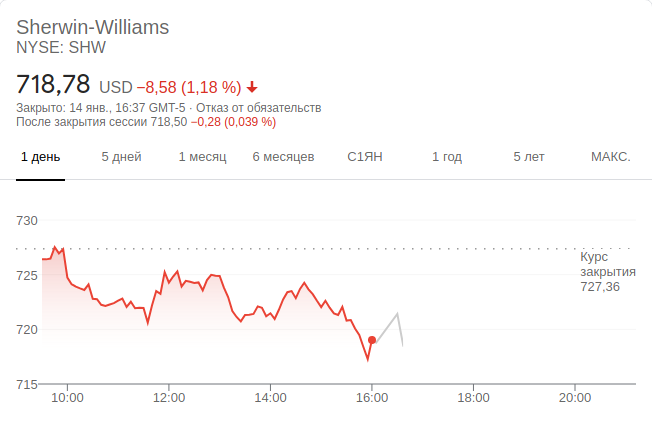 Sherwin-Williams
NYSE: SHW
718,78 USD −8,58 (1,18 %)
Закрыто: 14 янв., 16:37 GMT-5 · Отказ от обязательств
После закрытия сессии 718,50 −0,28 (0,039 %)
1 день 5 дней 1 месяц 6 месяцев С1ЯН 1 год 5 лет МАКС.
730
Курс
закрытия
727,36
725
720
715
10:00 12:00 14:00 16:00 18:00 20:00